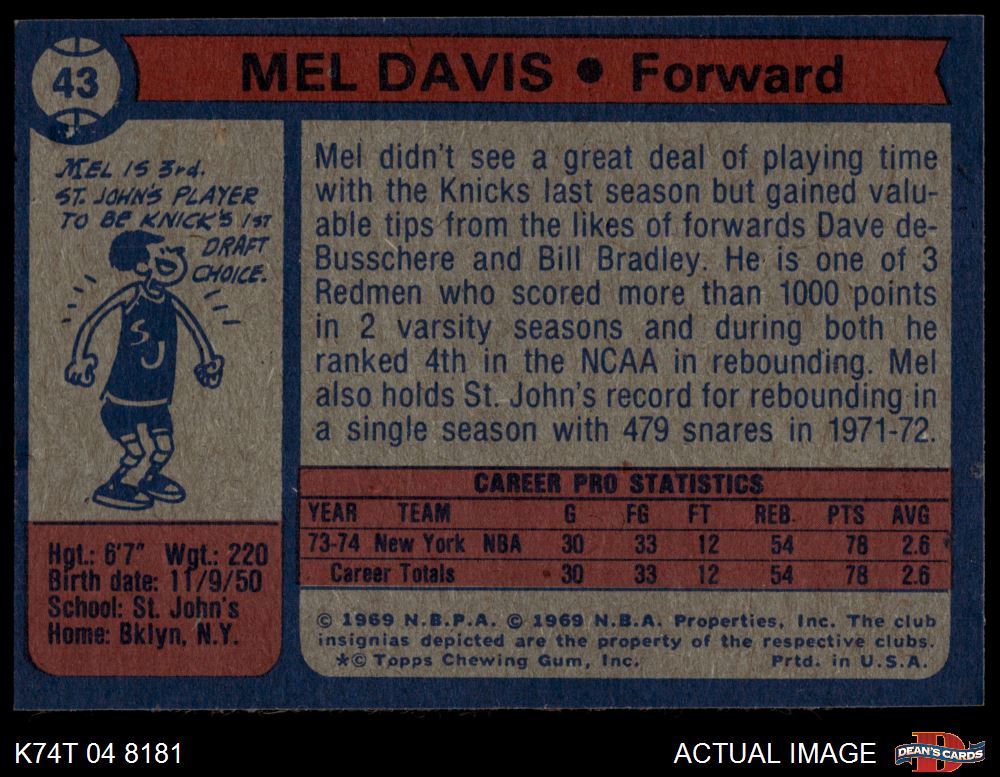 43
MEL DAVIS ● Forward
MEL IS 3rd.
ST. JOHN'S PLAYER
TO BE KNICK'S 1ST
DRAFT
CHOICE.
SJ
Hgt.: 6'7" Wgt.: 220
Birth date: 11/9/50
School: St. John's
Home: Bklyn, N.Y.
Mel didn't see a great deal of playing time
with the Knicks last season but gained valu-
able tips from the likes of forwards Dave de-
Busschere and Bill Bradley. He is one of 3
Redmen who scored more than 1000 points
in 2 varsity seasons and during both he
ranked 4th in the NCAA in rebounding. Mel
also holds St. John's record for rebounding in
a single season with 479 snares in 1971-72.
CAREER PRO STATISTICS
YEAR TEAM G FG FT REB. PTS AVG
73-74 New York NBA 30 33 12 54 78 2.6
Career Totals 30 33 12 54 78 2.6
© 1969 N.B.P.A. © 1969 N.B.A. Properties, Inc. The club
insignias depicted are the property of the respective clubs.
*© Topps Chewing Gum, Inc. Prtd. in U.S.A.
K74T 04 8181
ACTUAL IMAGE
D
DEAN'S CARDS